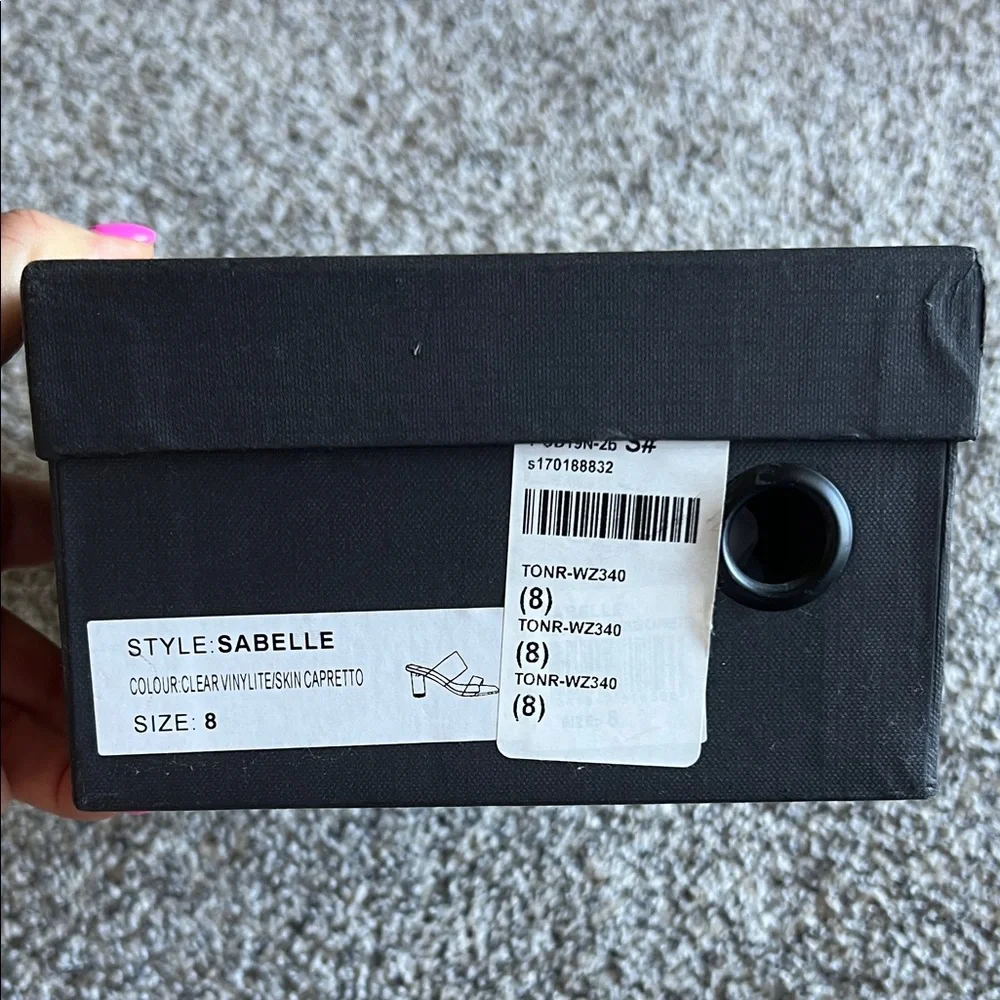 STYLE:SABELLE
COLOUR:CLEAR VINYLITE/SKIN CAPRETTO
SIZE: 8
S#
s170188832
TONR-WZ340
(8)
TONR-WZ340
(8)
TONR-WZ340
(8)